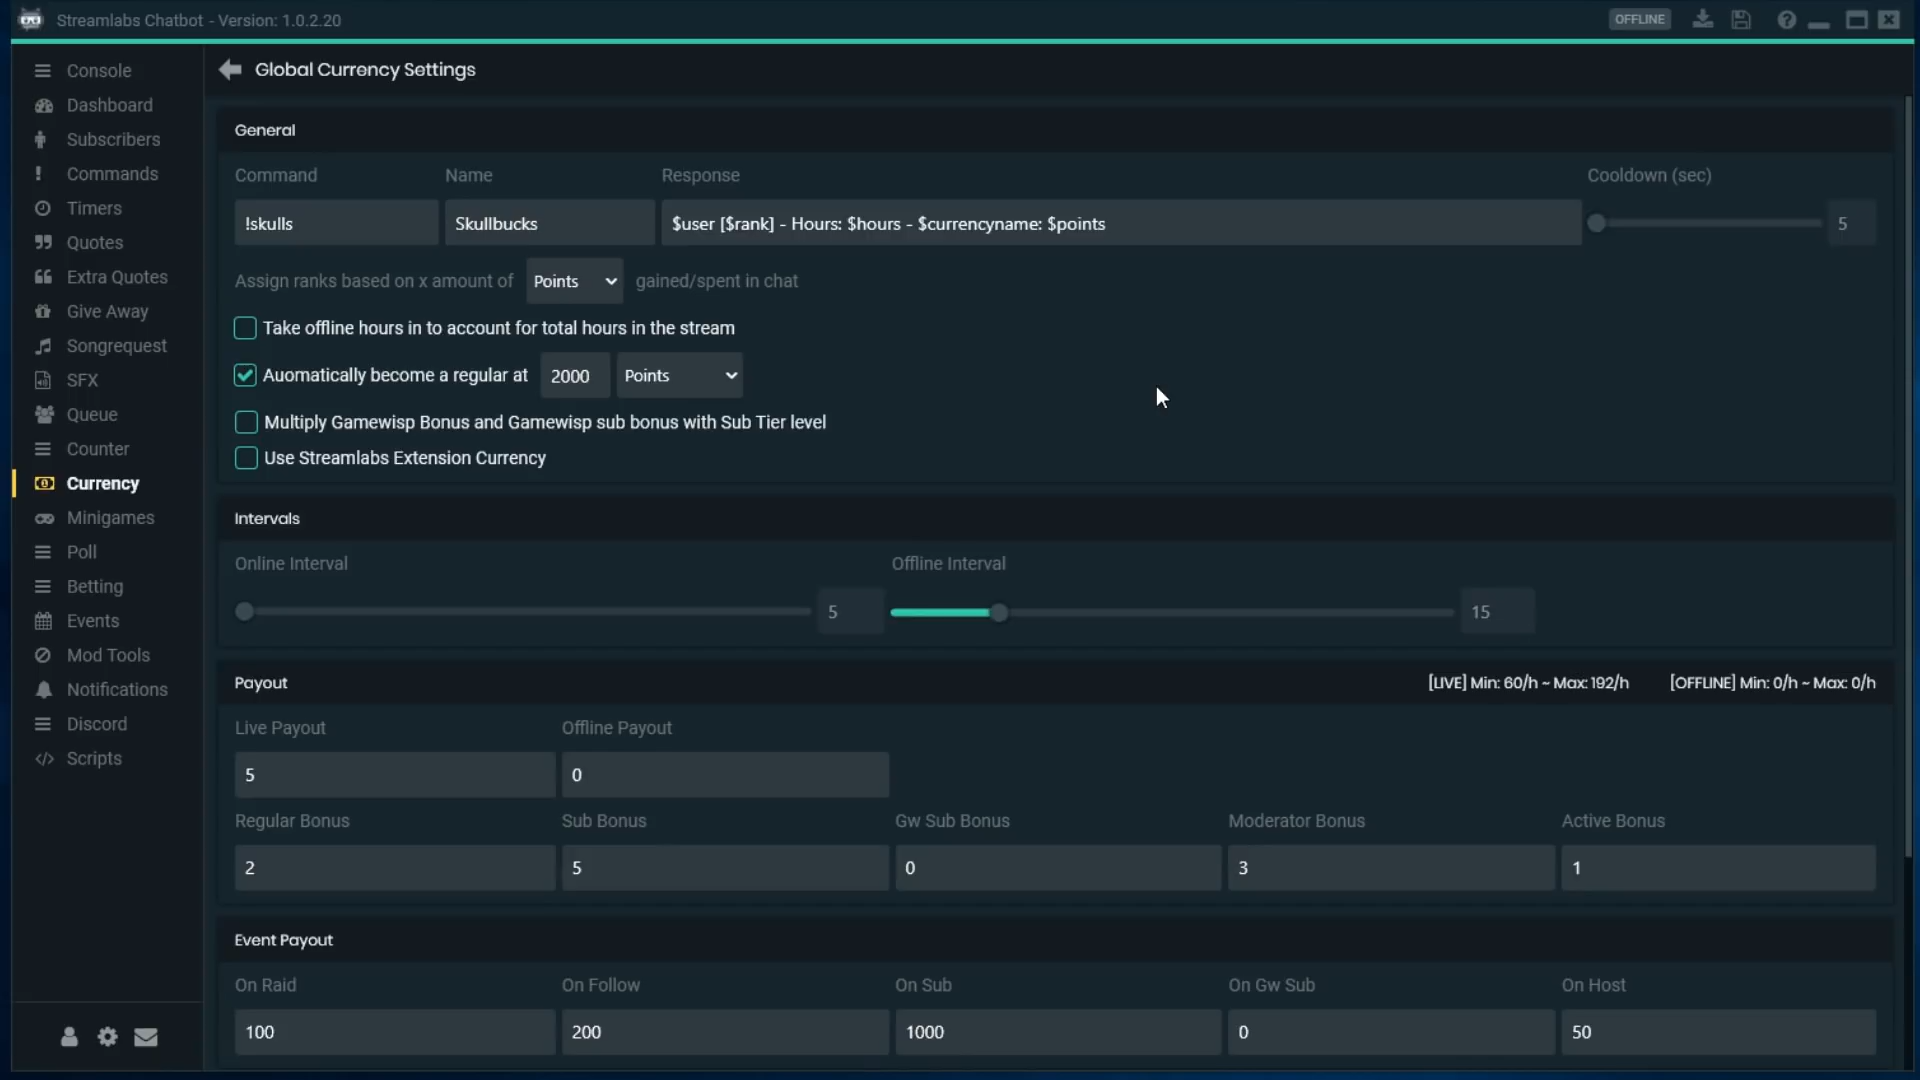 Streamlabs Chatbot - Version: 1.0.2.20
OFFLINE
Console
Dashboard
Subscribers
Commands
Timers
Quotes
Extra Quotes
Give Away
Songrequest
SFX
Queue
Counter
Currency
Minigames
Poll
Betting
Events
Mod Tools
Notifications
Discord
Scripts
Global Currency Settings
General
Command Name Response Cooldown (sec)
!skulls Skullbucks $user [$rank] - Hours: $hours - $currencyname: $points 5
Assign ranks based on x amount of Points gained/spent in chat
Take offline hours in to account for total hours in the stream
Auomatically become a regular at 2000 Points
Multiply Gamewisp Bonus and Gamewisp sub bonus with Sub Tier level
Use Streamlabs Extension Currency
Intervals
Online Interval Offline Interval
5 15
Payout [LIVE] Min: 60/h ~ Max: 192/h [OFFLINE] Min: 0/h ~ Max: 0/h
Live Payout Offline Payout
5 0
Regular Bonus Sub Bonus Gw Sub Bonus Moderator Bonus Active Bonus
2 5 0 3 1
Event Payout
On Raid On Follow On Sub On Gw Sub On Host
100 200 1000 0 50